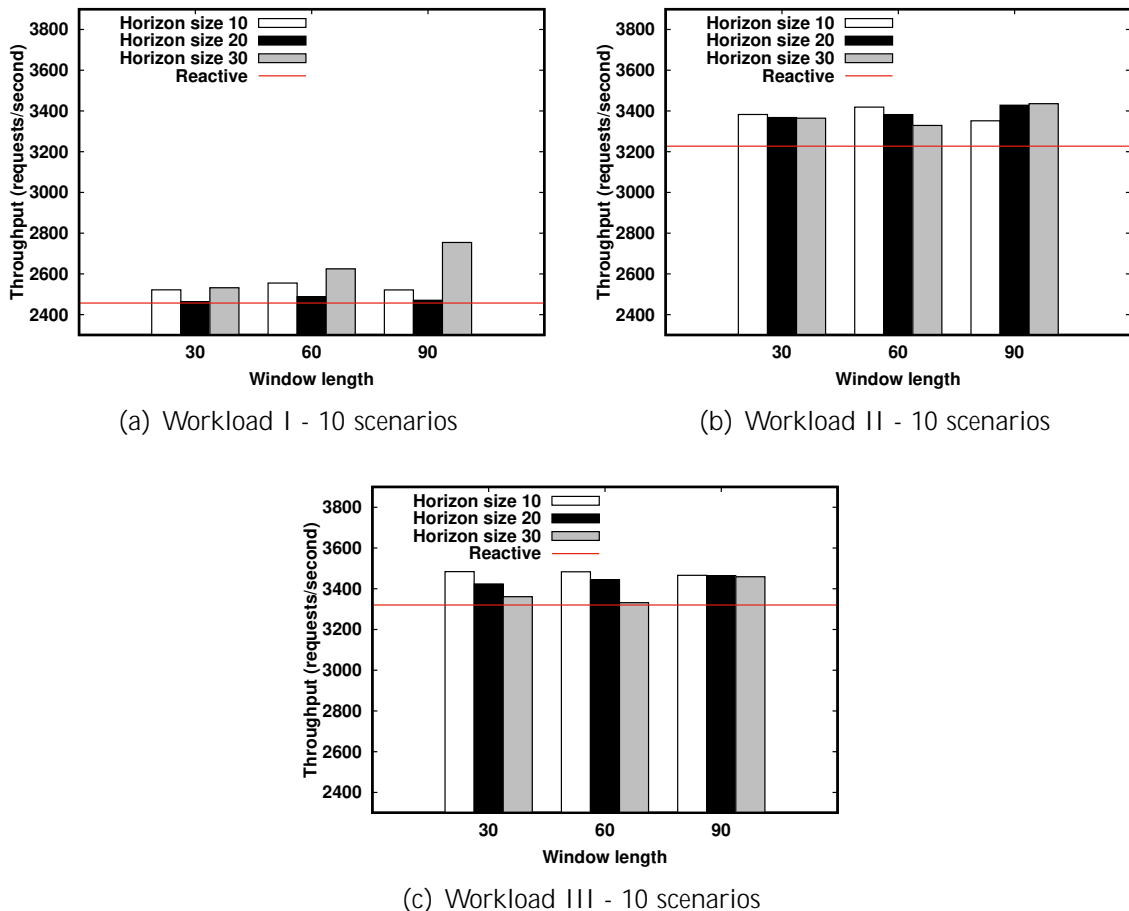 3800
3600
3400
3200
3000
2800
2600
2400
Throughput (requests/second)
Horizon size 10
Horizon size 20
Horizon size 30
Reactive
30 60 90
Window length
(a) Workload I - 10 scenarios
3800
3600
3400
3200
3000
2800
2600
2400
Throughput (requests/second)
Horizon size 10
Horizon size 20
Horizon size 30
Reactive
30 60 90
Window length
(b) Workload II - 10 scenarios
3800
3600
3400
3200
3000
2800
2600
2400
Throughput (requests/second)
Horizon size 10
Horizon size 20
Horizon size 30
Reactive
30 60 90
Window length
(c) Workload III - 10 scenarios